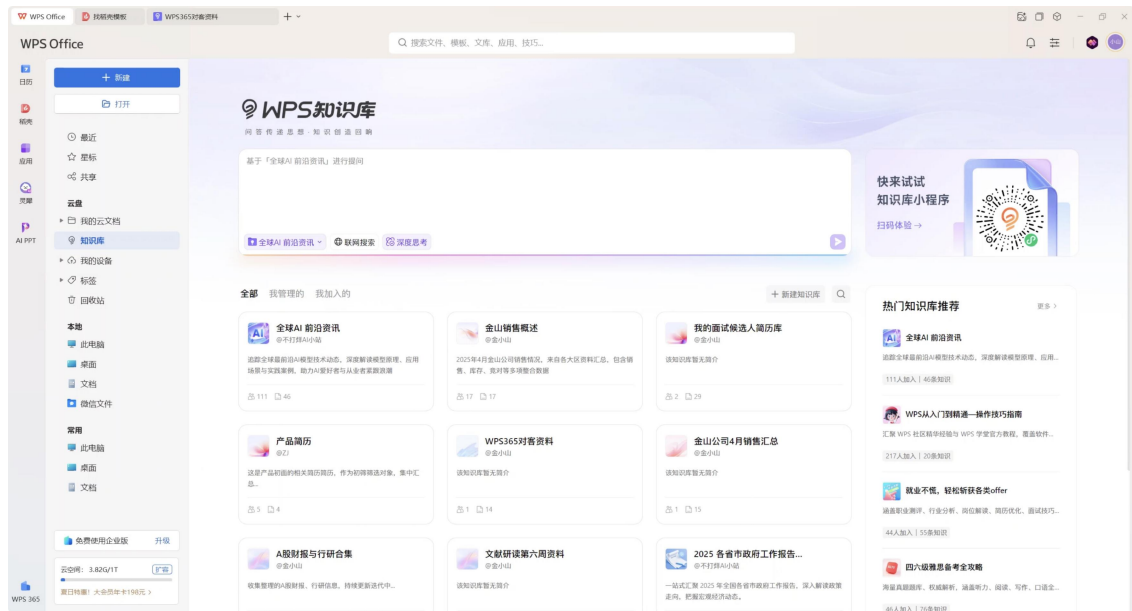 WPS Office
找稻壳模板
WPS365对客资料
WPS Office
搜索文件、模板、文库、应用、技巧...
小山
日历
稻壳
应用
灵犀
AI PPT
WPS 365
新建
打开
最近
星标
共享
云盘
我的云文档
知识库
我的设备
标签
回收站
本地
此电脑
桌面
文档
微信文件
常用
此电脑
桌面
文档
免费使用企业版 升级
云空间：3.82G/1T 扩容
夏日特惠！大会员年卡196元 >
WPS知识库
问答传递思想·知识创造回响
基于「全球AI 前沿资讯」进行提问
全球AI 前沿资讯 联网搜索 深度思考
快来试试
知识库小程序
扫码体验→
全部 我管理的 我加入的
新建知识库
全球AI 前沿资讯
@不打烊AI小站
追踪全球最前沿AI模型技术动态，深度解读模型原理、应用
场景与实践案例，助力AI爱好者与从业者紧跟浪潮
111 46
金山销售概述
@金小山
2025年4月金山公司销售情况，来自各大区资料汇总，包含销
售、库存、竞对等多项整合数据
17 17
我的面试候选人简历库
@金小山
该知识库暂无简介
2 29
产品简历
@ZJ
这是产品初面的相关简历简历，作为初筛筛选对象，集中汇
总...
5 4
WPS365对客资料
@金小山
该知识库暂无简介
1 14
金山公司4月销售汇总
@金小山
该知识库暂无简介
1 15
A股财报与行研合集
@金小山
收集整理的A股财报、行研信息，持续更新迭代中...
文献研读第六周资料
@金小山
该知识库暂无简介
2025 各省市政府工作报告...
@不打烊AI小站
一站式汇聚 2025 年全国各省市政府工作报告，深入解读政策
走向，把握宏观经济动态。
热门知识库推荐 更多 >
全球AI 前沿资讯
追踪全球最前沿AI模型技术动态，深度解读模型原理、应用...
111人加入 | 46条知识
WPS从入门到精通—操作技巧指南
汇聚 WPS 社区精华经验与 WPS 学堂官方教程，覆盖软件...
217人加入 | 20条知识
就业不慌，轻松斩获各类offer
涵盖职业测评、行业分析、岗位解读、简历优化、面试技巧...
44人加入 | 55条知识
四六级雅思备考全攻略
海量真题题库、权威解析，涵盖听力、阅读、写作、口语全...
46人加入 | 76条知识